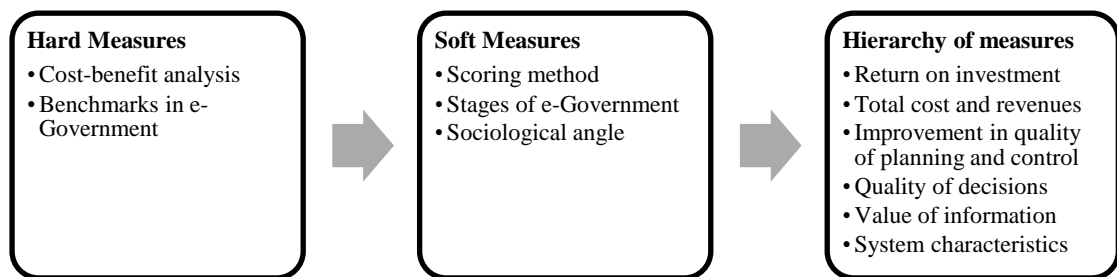 Hard Measures
• Cost-benefit analysis
• Benchmarks in e-
Government
Soft Measures
• Scoring method
• Stages of e-Government
• Sociological angle
Hierarchy of measures
• Return on investment
• Total cost and revenues
• Improvement in quality
of planning and control
• Quality of decisions
• Value of information
• System characteristics